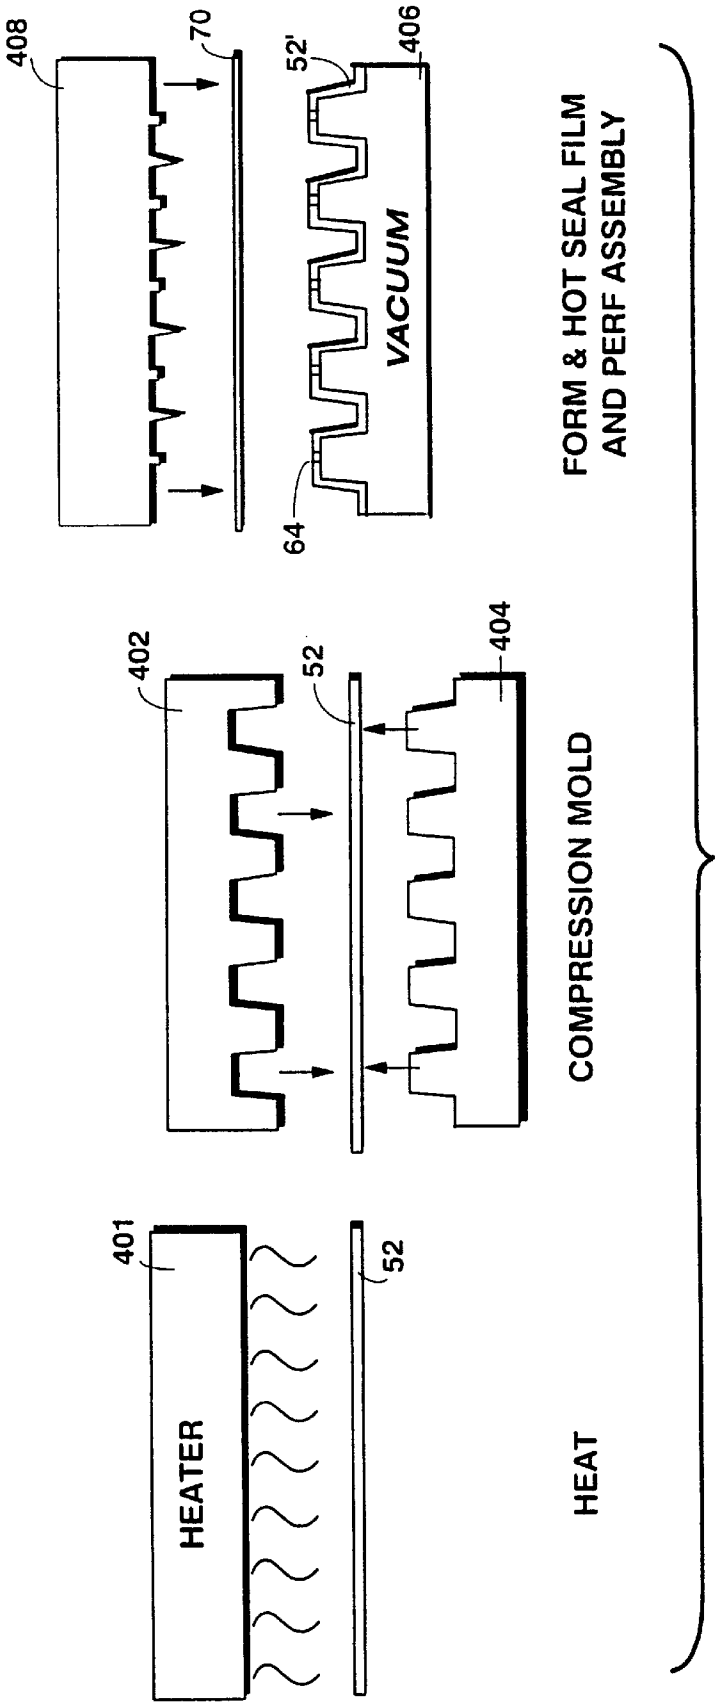 HEATER
401
52
HEAT
402
52
404
COMPRESSION MOLD
408
70
52'
64
VACUUM
406
FORM & HOT SEAL FILM
AND PERF ASSEMBLY